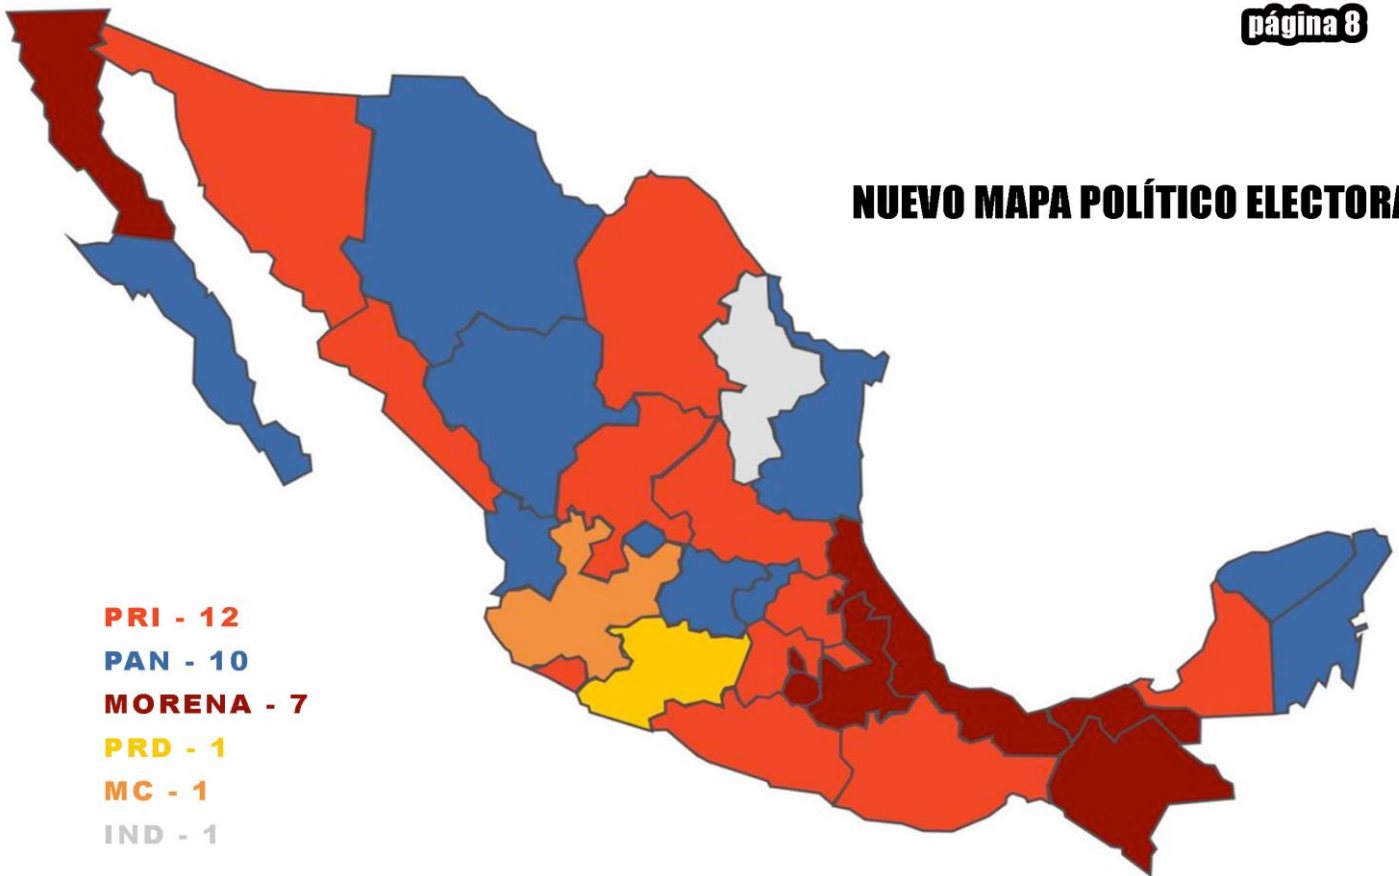 página 8
NUEVO MAPA POLÍTICO ELECTORA
PRI - 12
PAN - 10
MORENA - 7
PRD - 1
MC - 1
IND - 1